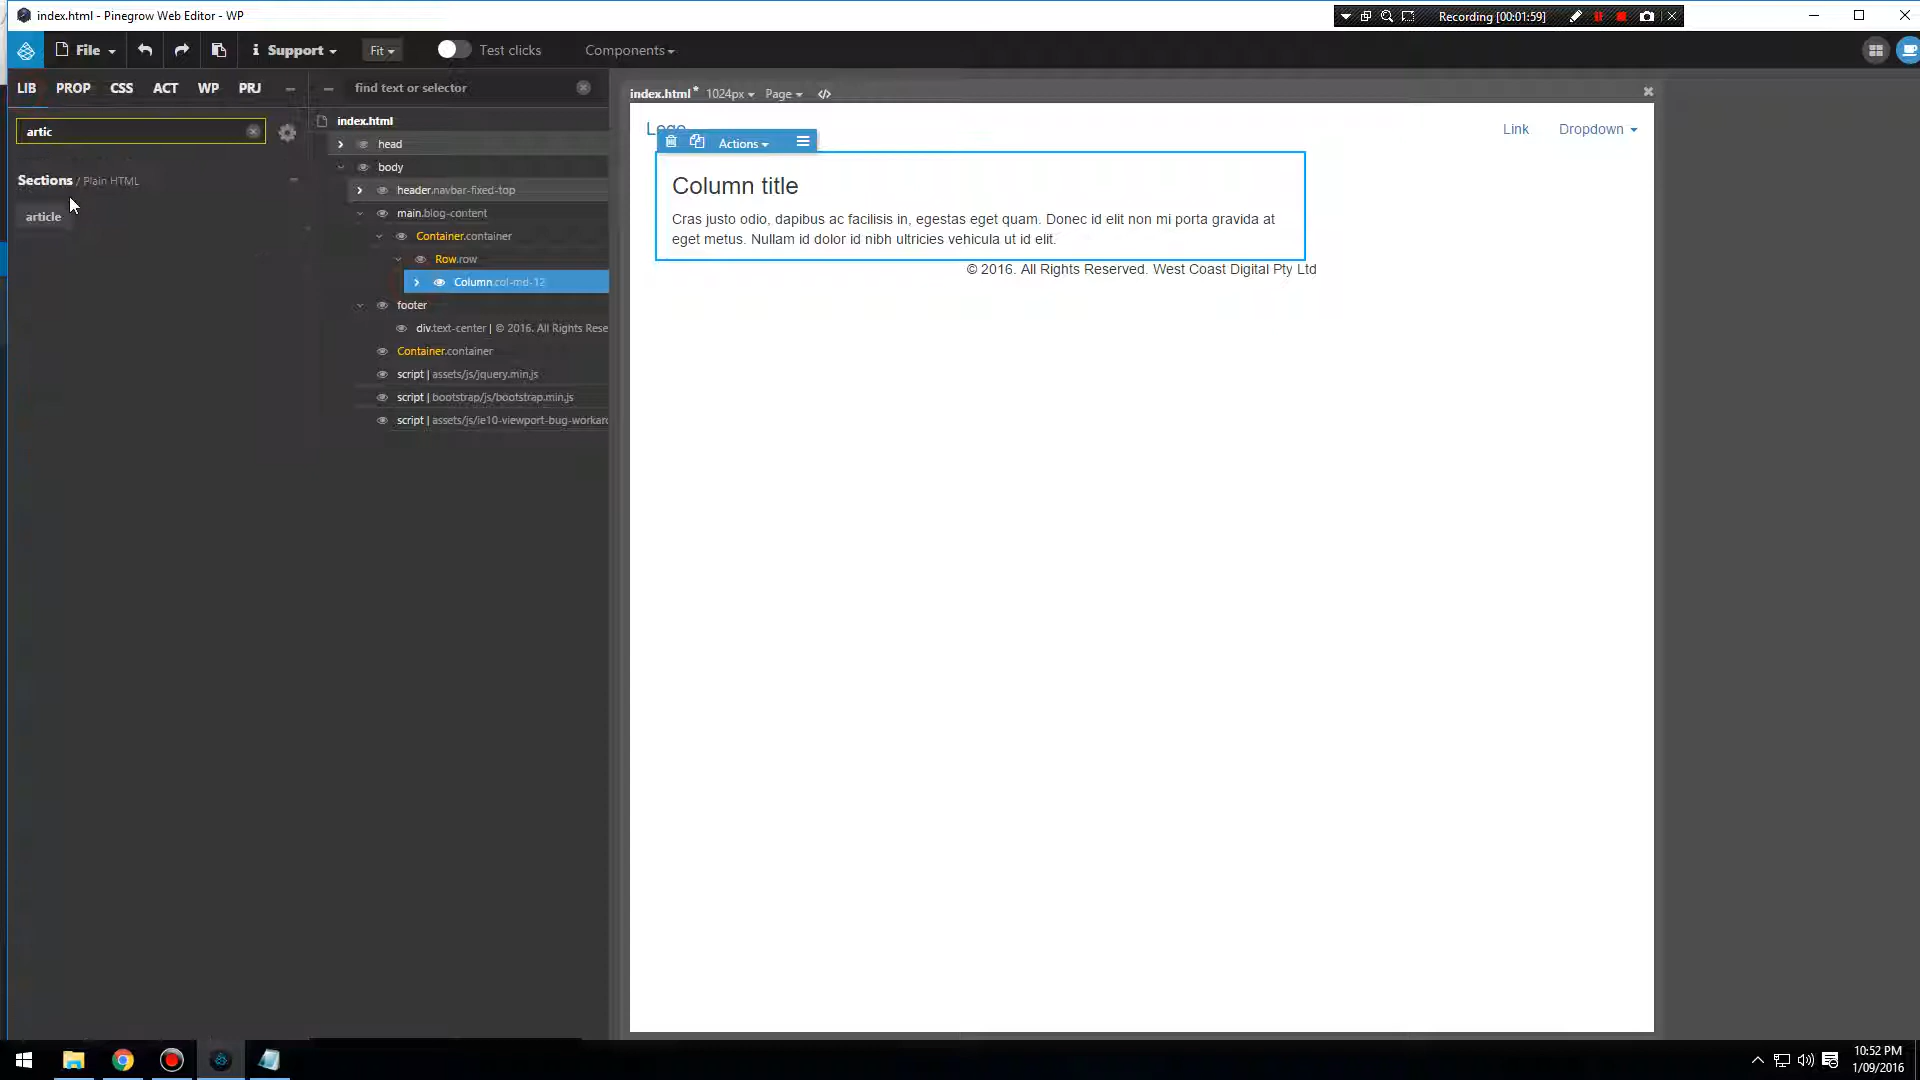 index.html - Pinegrow Web Editor - WP
Recording [00:01:59]
File
Support
Fit
Test clicks
Components
LIB PROP CSS ACT WP PRJ
find text or selector
index.html* 1024px Page
artic
index.html
head
body
Sections / Plain HTML
article
header.navbar-fixed-top
main.blog-content
Container.container
Row.row
Column.col-md-12
footer
div.text-center | © 2016. All Rights Rese
Container.container
script | assets/js/jquery.min.js
script | bootstrap/js/bootstrap.min.js
script | assets/js/ie10-viewport-bug-workaro
Logo
Link Dropdown
Actions
Column title
Cras justo odio, dapibus ac facilisis in, egestas eget quam. Donec id elit non mi porta gravida at
eget metus. Nullam id dolor id nibh ultricies vehicula ut id elit.
© 2016. All Rights Reserved. West Coast Digital Pty Ltd
10:52 PM
1/09/2016